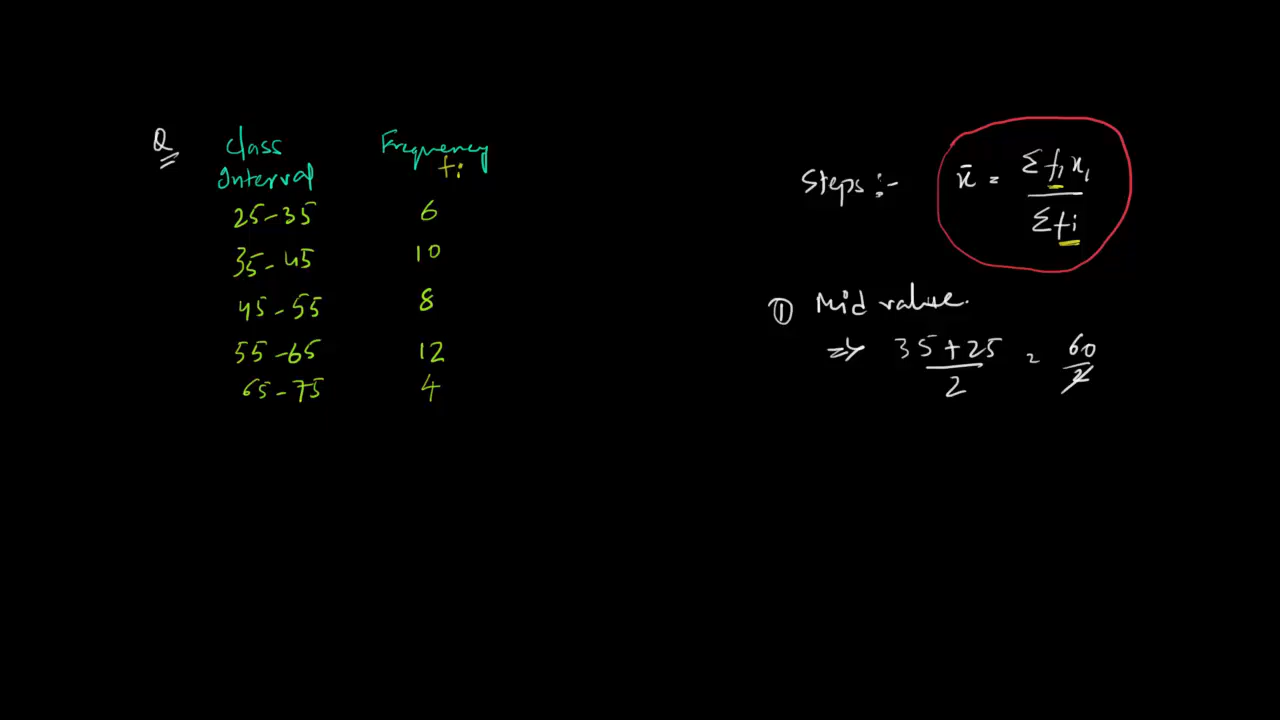 Q Class Frequency
Interval fi
25-35 6
35-45 10
45-55 8
55-65 12
65-75 4
Steps:- x̄ = Σfixi / Σfi
① Mid value.
⇒ 35+25 / 2 = 60 / 2